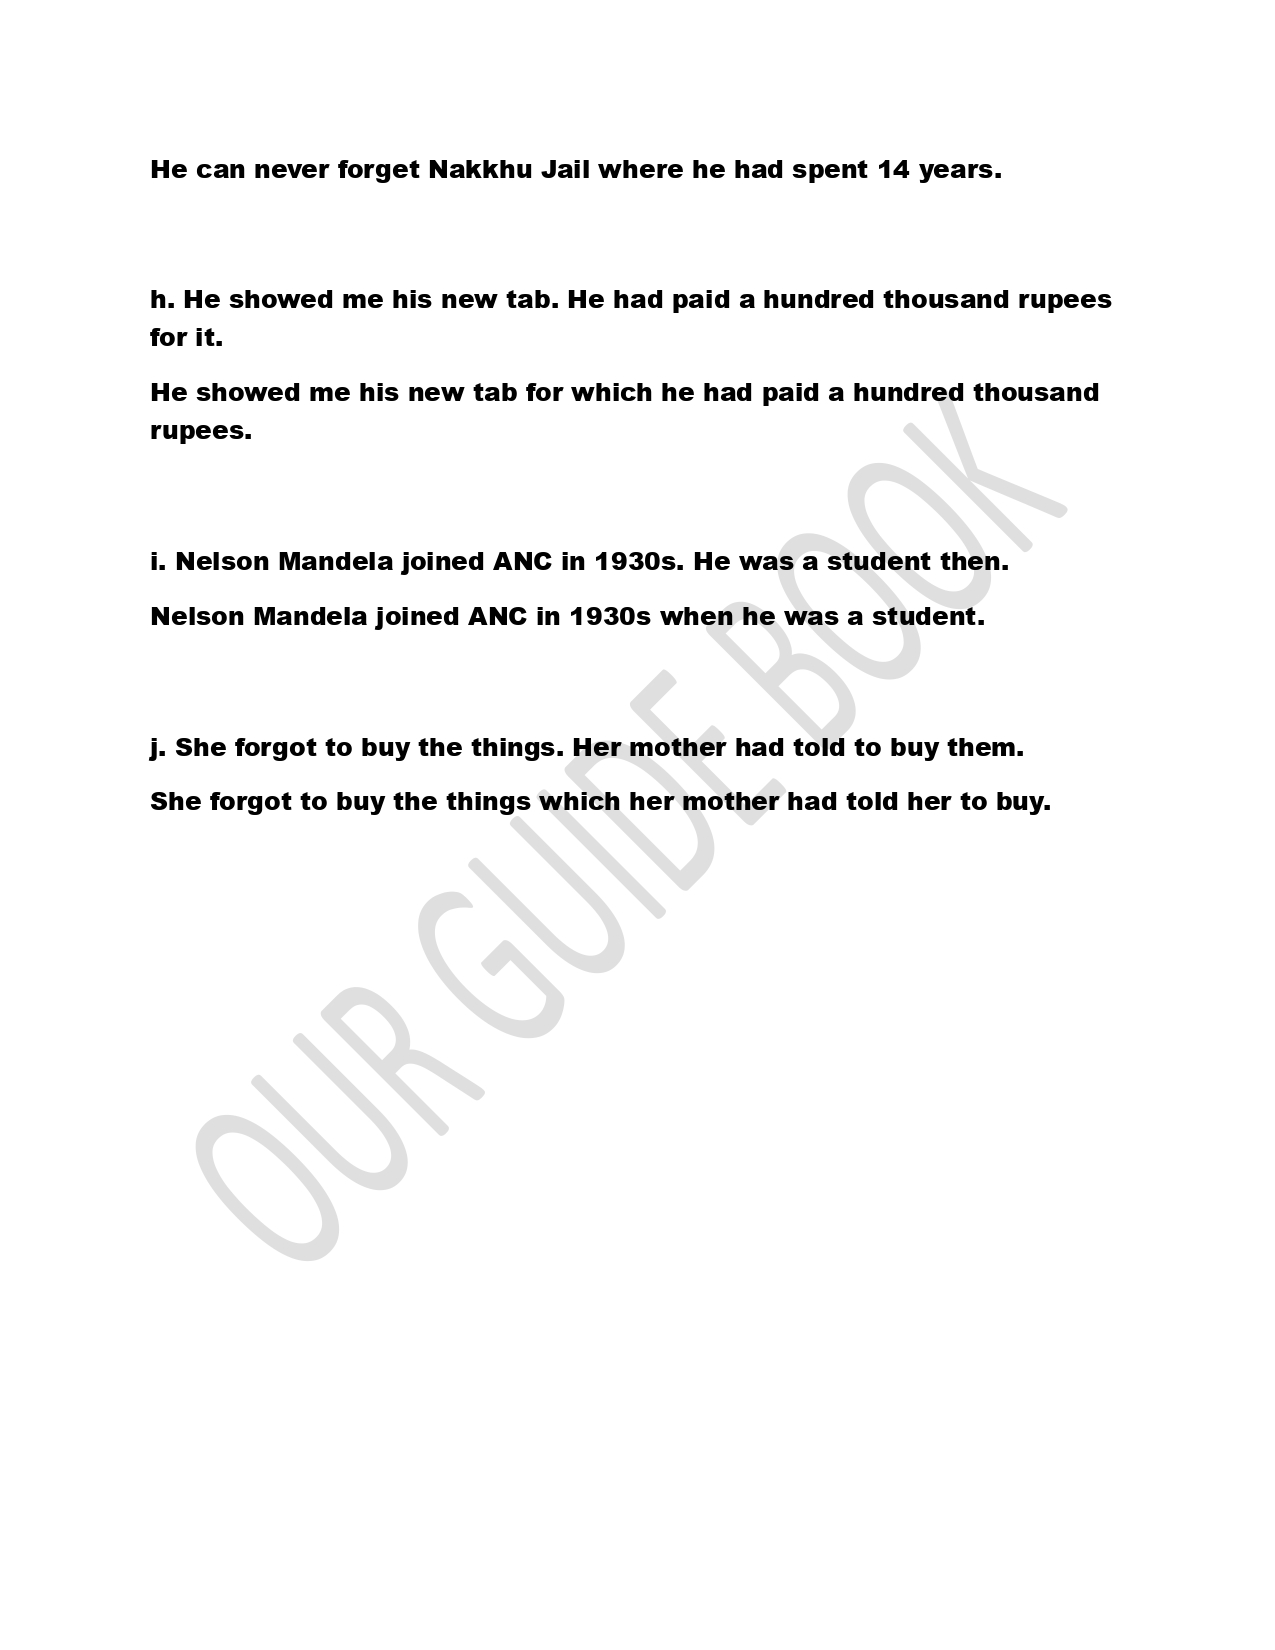 He can never forget Nakkhu Jail where he had spent 14 years.
h. He showed me his new tab. He had paid a hundred thousand rupees
for it.
He showed me his new tab for which he had paid a hundred thousand
rupees.
i. Nelson Mandela joined ANC in 1930s. He was a student then.
Nelson Mandela joined ANC in 1930s when he was a student.
j. She forgot to buy the things. Her mother had told to buy them.
She forgot to buy the things which her mother had told her to buy.
OUR GUIDE BOOK